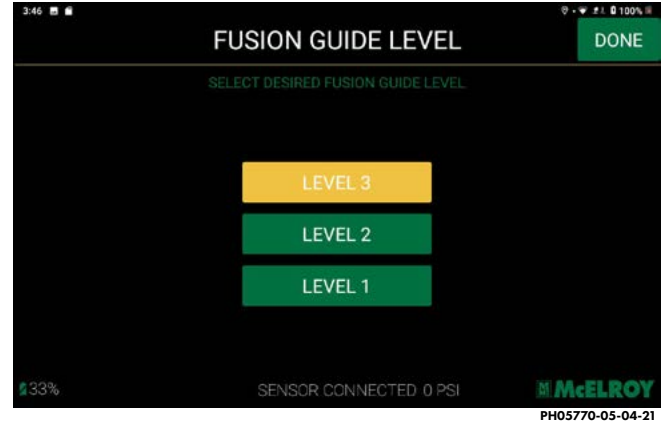 3:46 100%
FUSION GUIDE LEVEL
DONE
SELECT DESIRED FUSION GUIDE LEVEL
LEVEL 3
LEVEL 2
LEVEL 1
33%
SENSOR CONNECTED 0 PSI
McELROY
PH05770-05-04-21